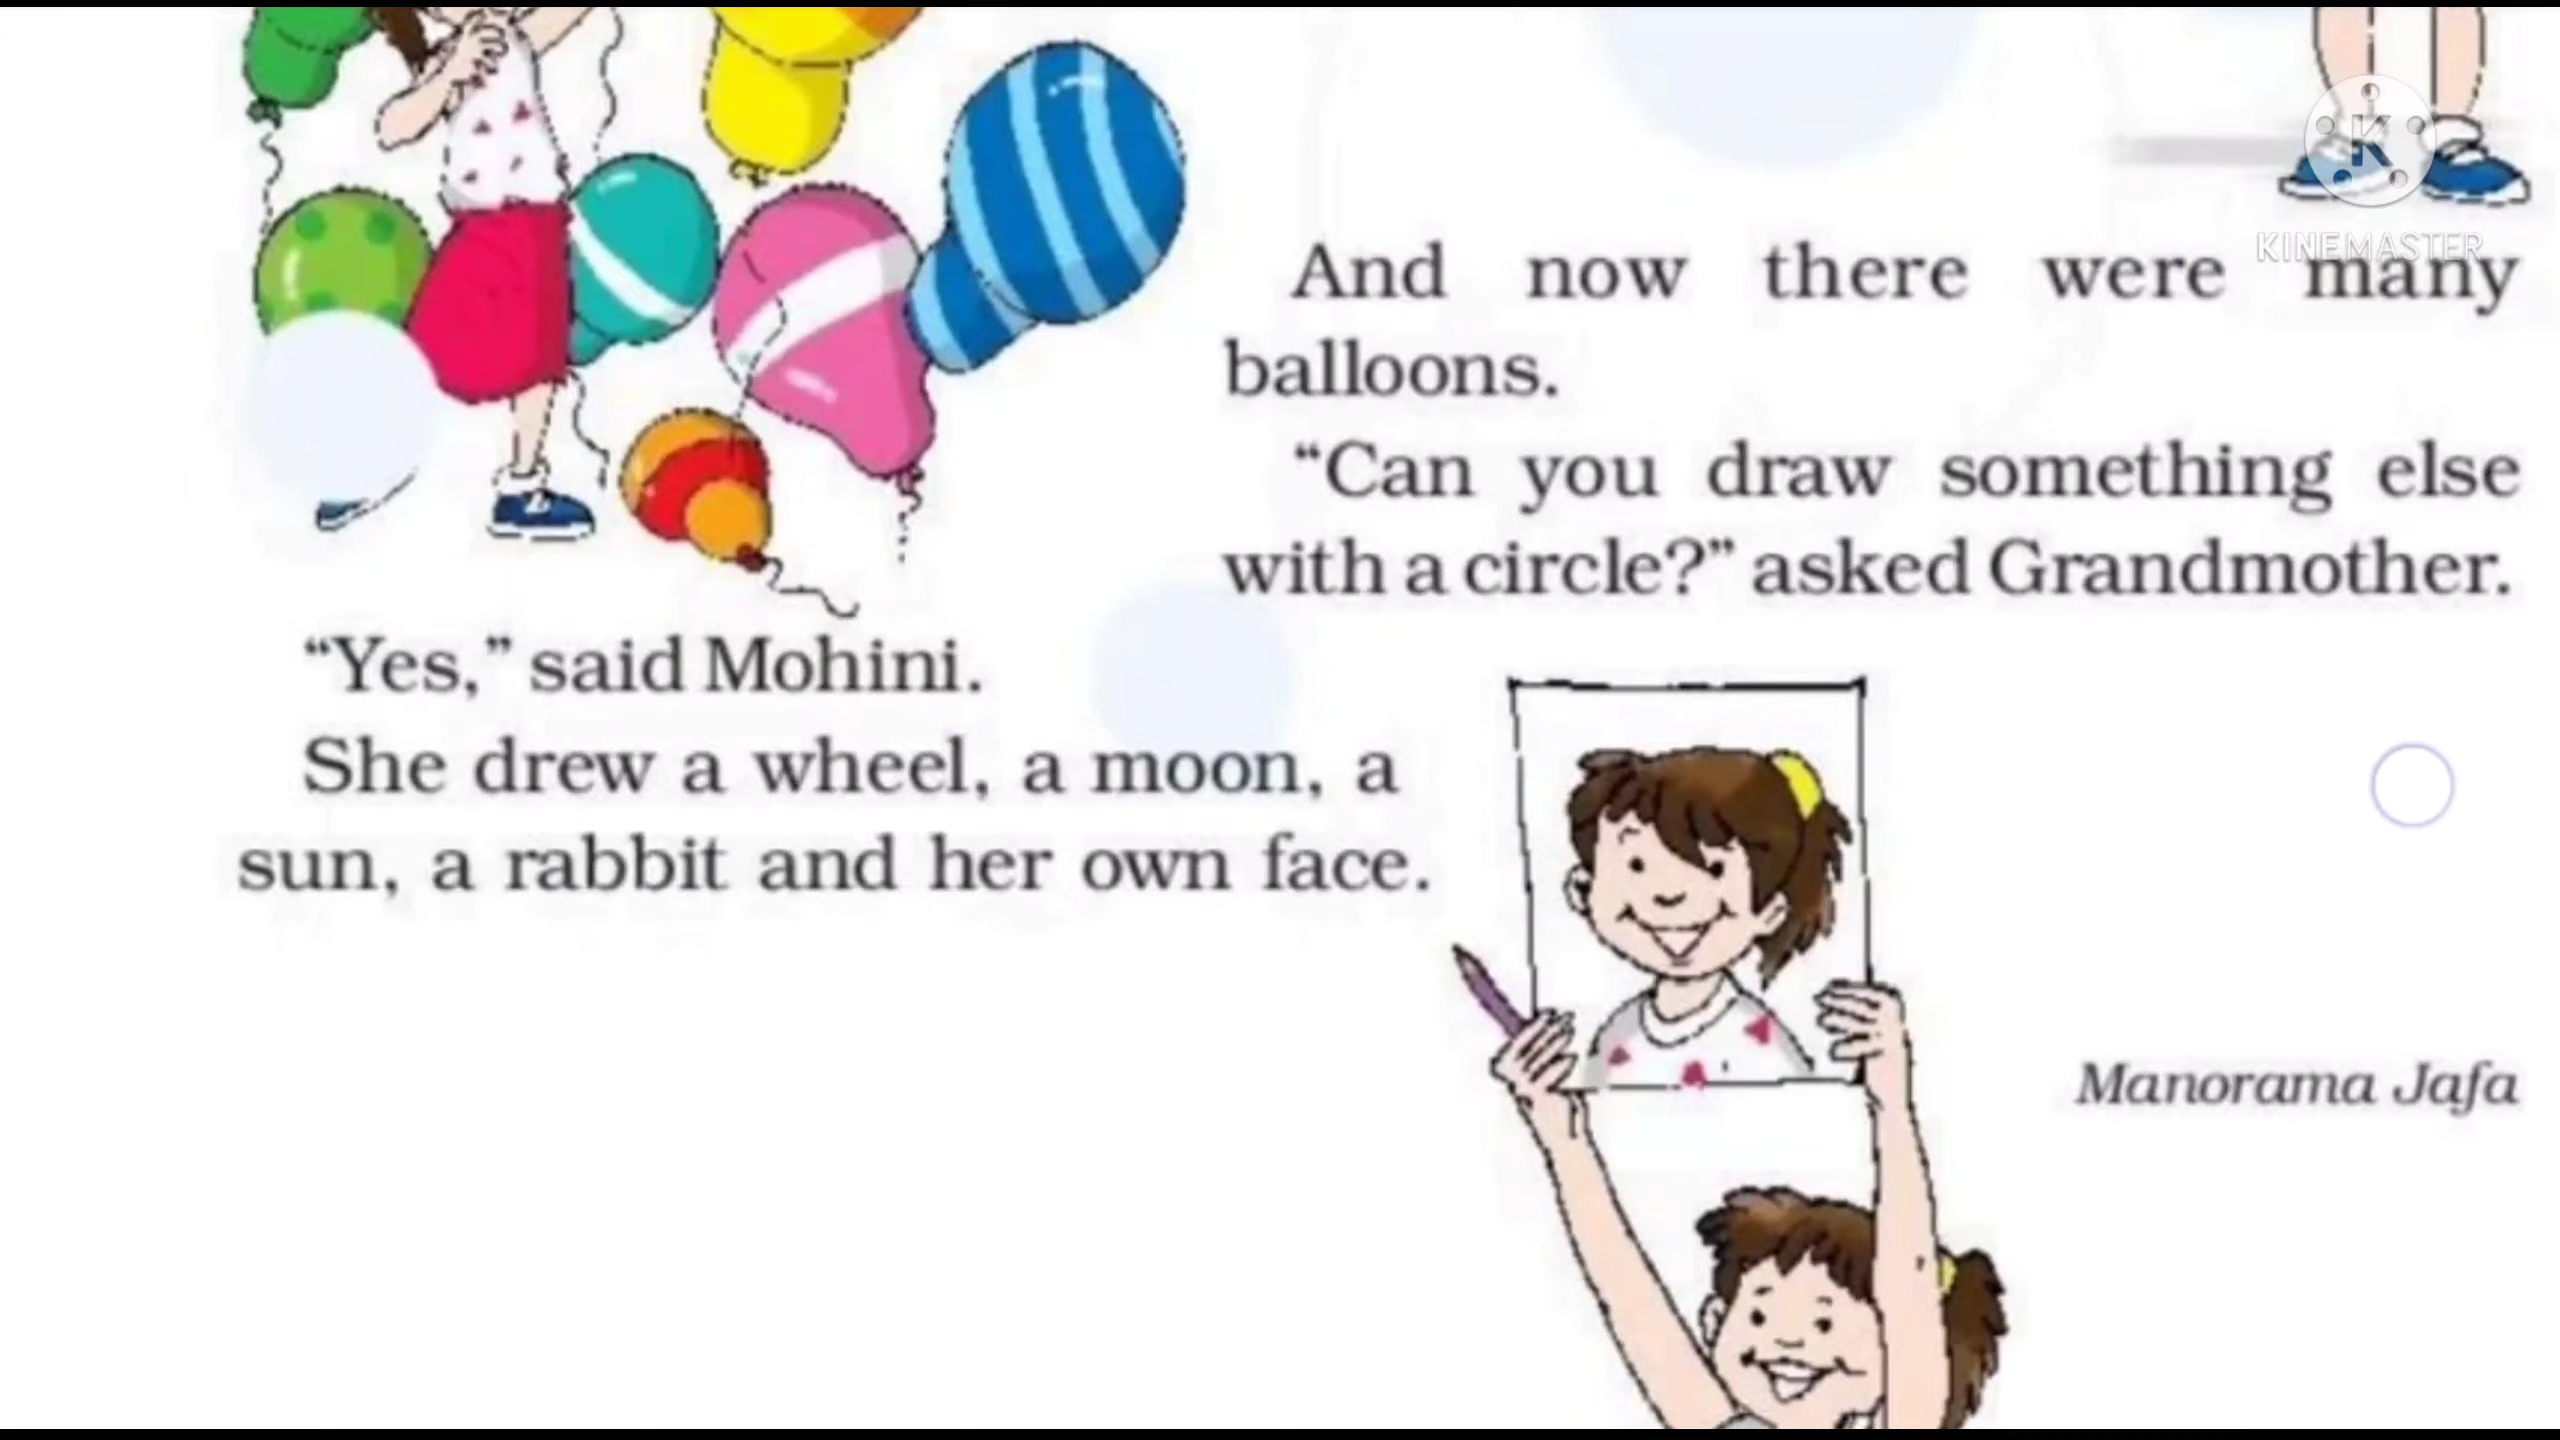 KINEMASTER
And now there were many
balloons.
“Can you draw something else
with a circle?” asked Grandmother.
“Yes,” said Mohini.
She drew a wheel, a moon, a
sun, a rabbit and her own face.
Manorama Jafa